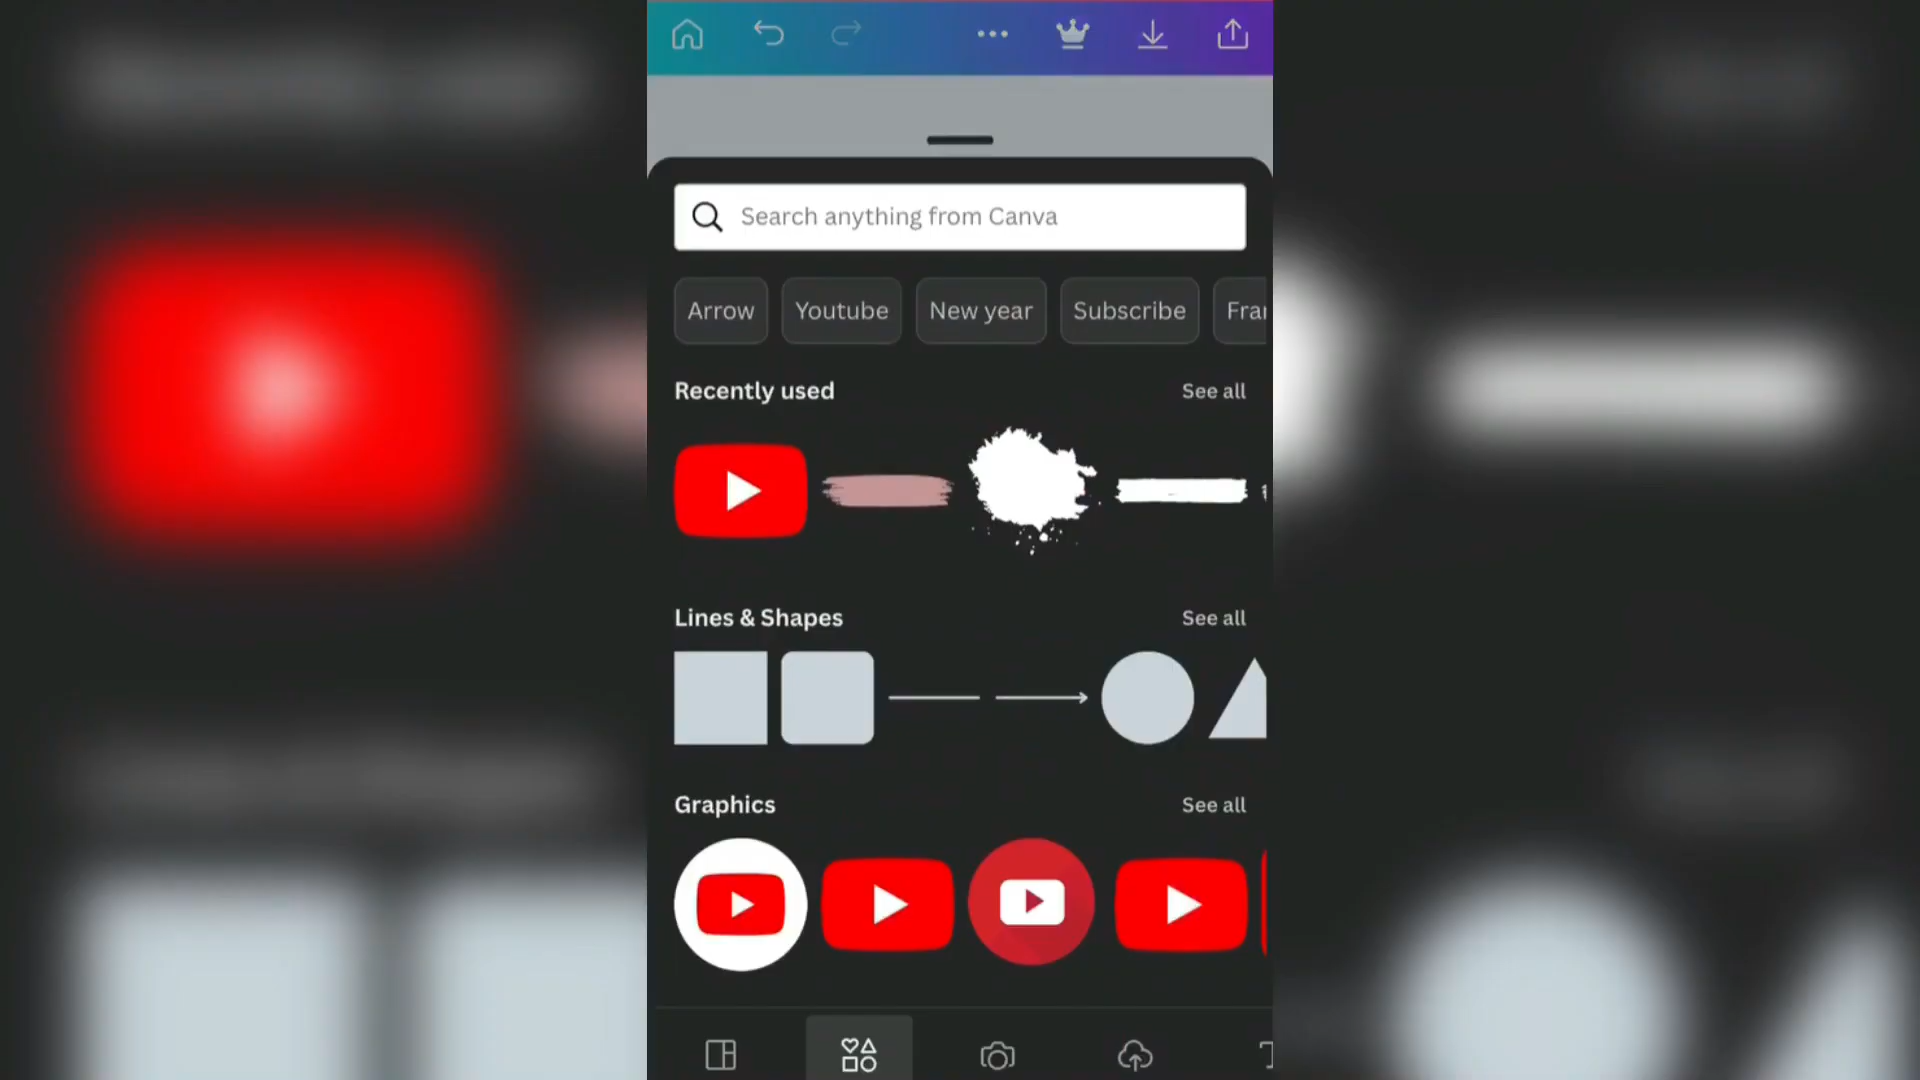 Search anything from Canva
Arrow Youtube New year Subscribe
Recently used See all
Lines & Shapes See all
Graphics See all